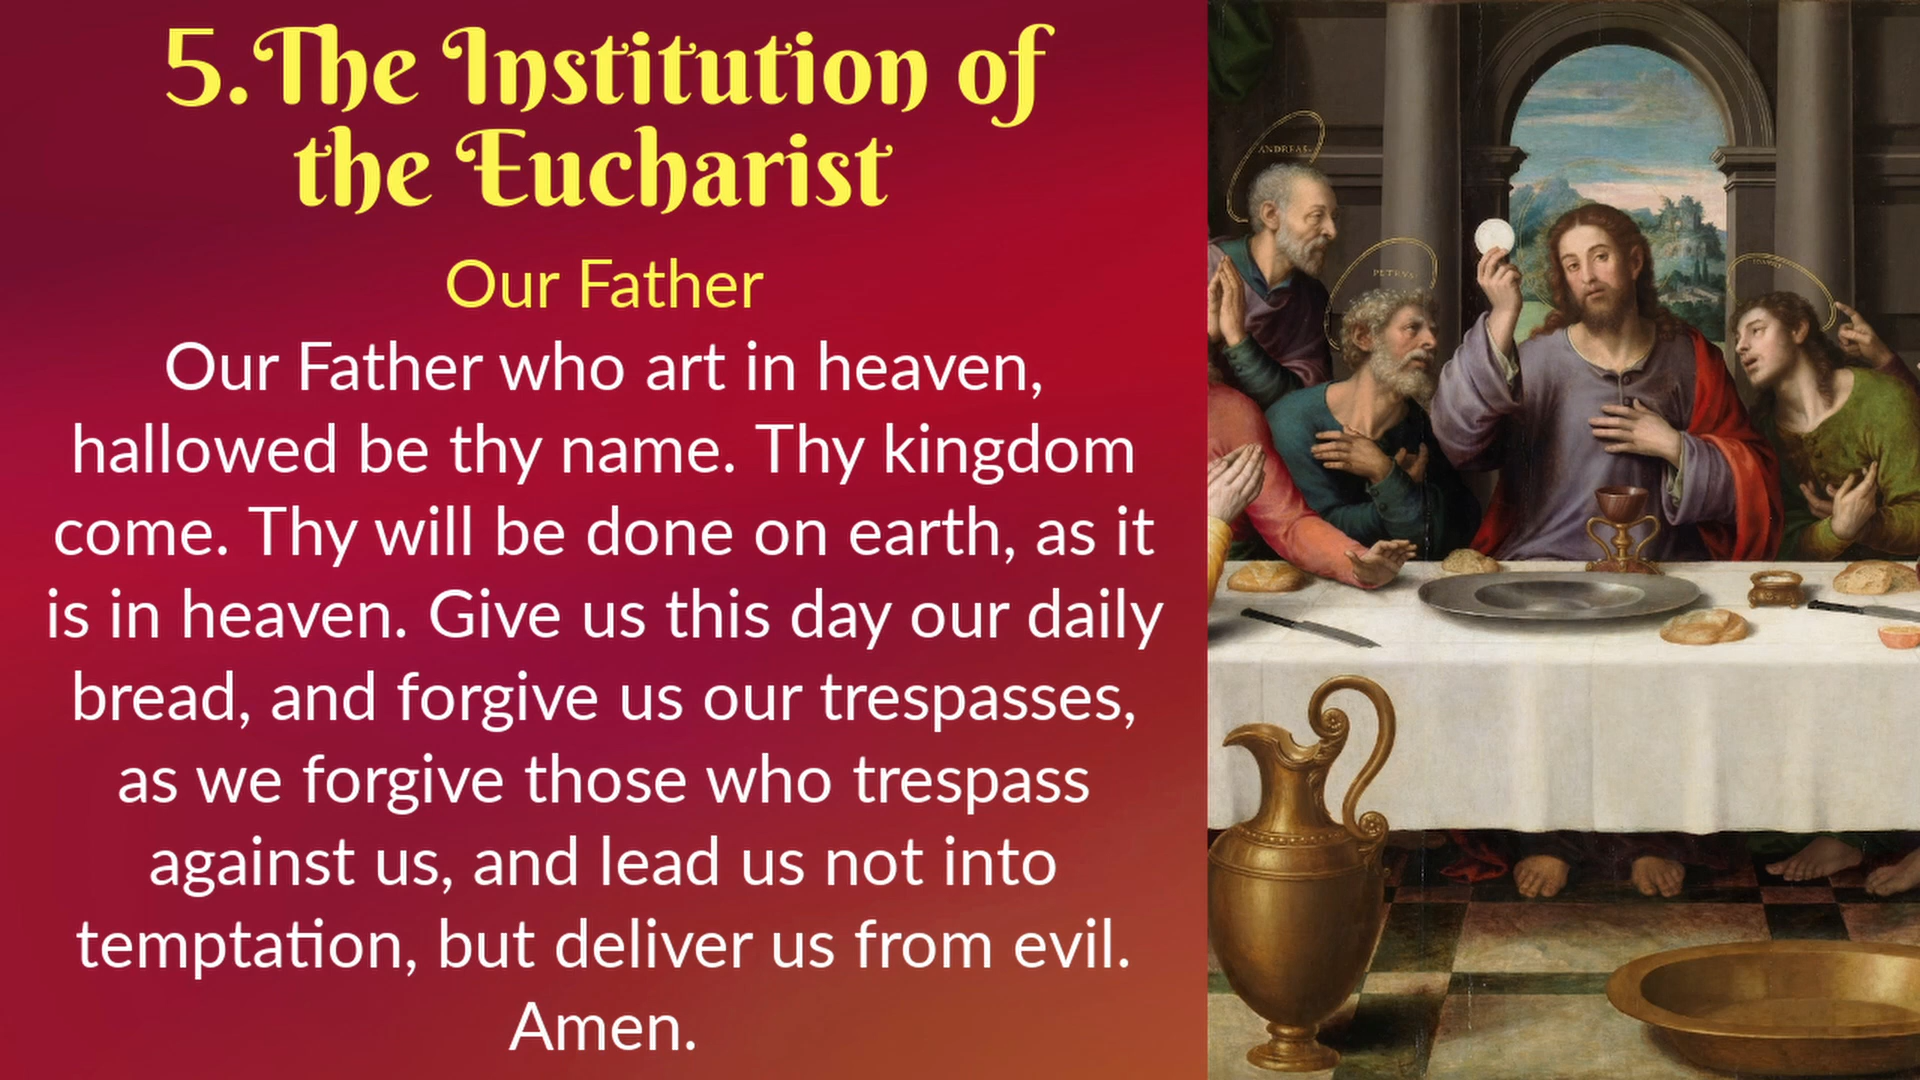 5.The Institution of
the Eucharist
Our Father
Our Father who art in heaven,
hallowed be thy name. Thy kingdom
come. Thy will be done on earth, as it
is in heaven. Give us this day our daily
bread, and forgive us our trespasses,
as we forgive those who trespass
against us, and lead us not into
temptation, but deliver us from evil.
Amen.
ANDREAS
PETRVS